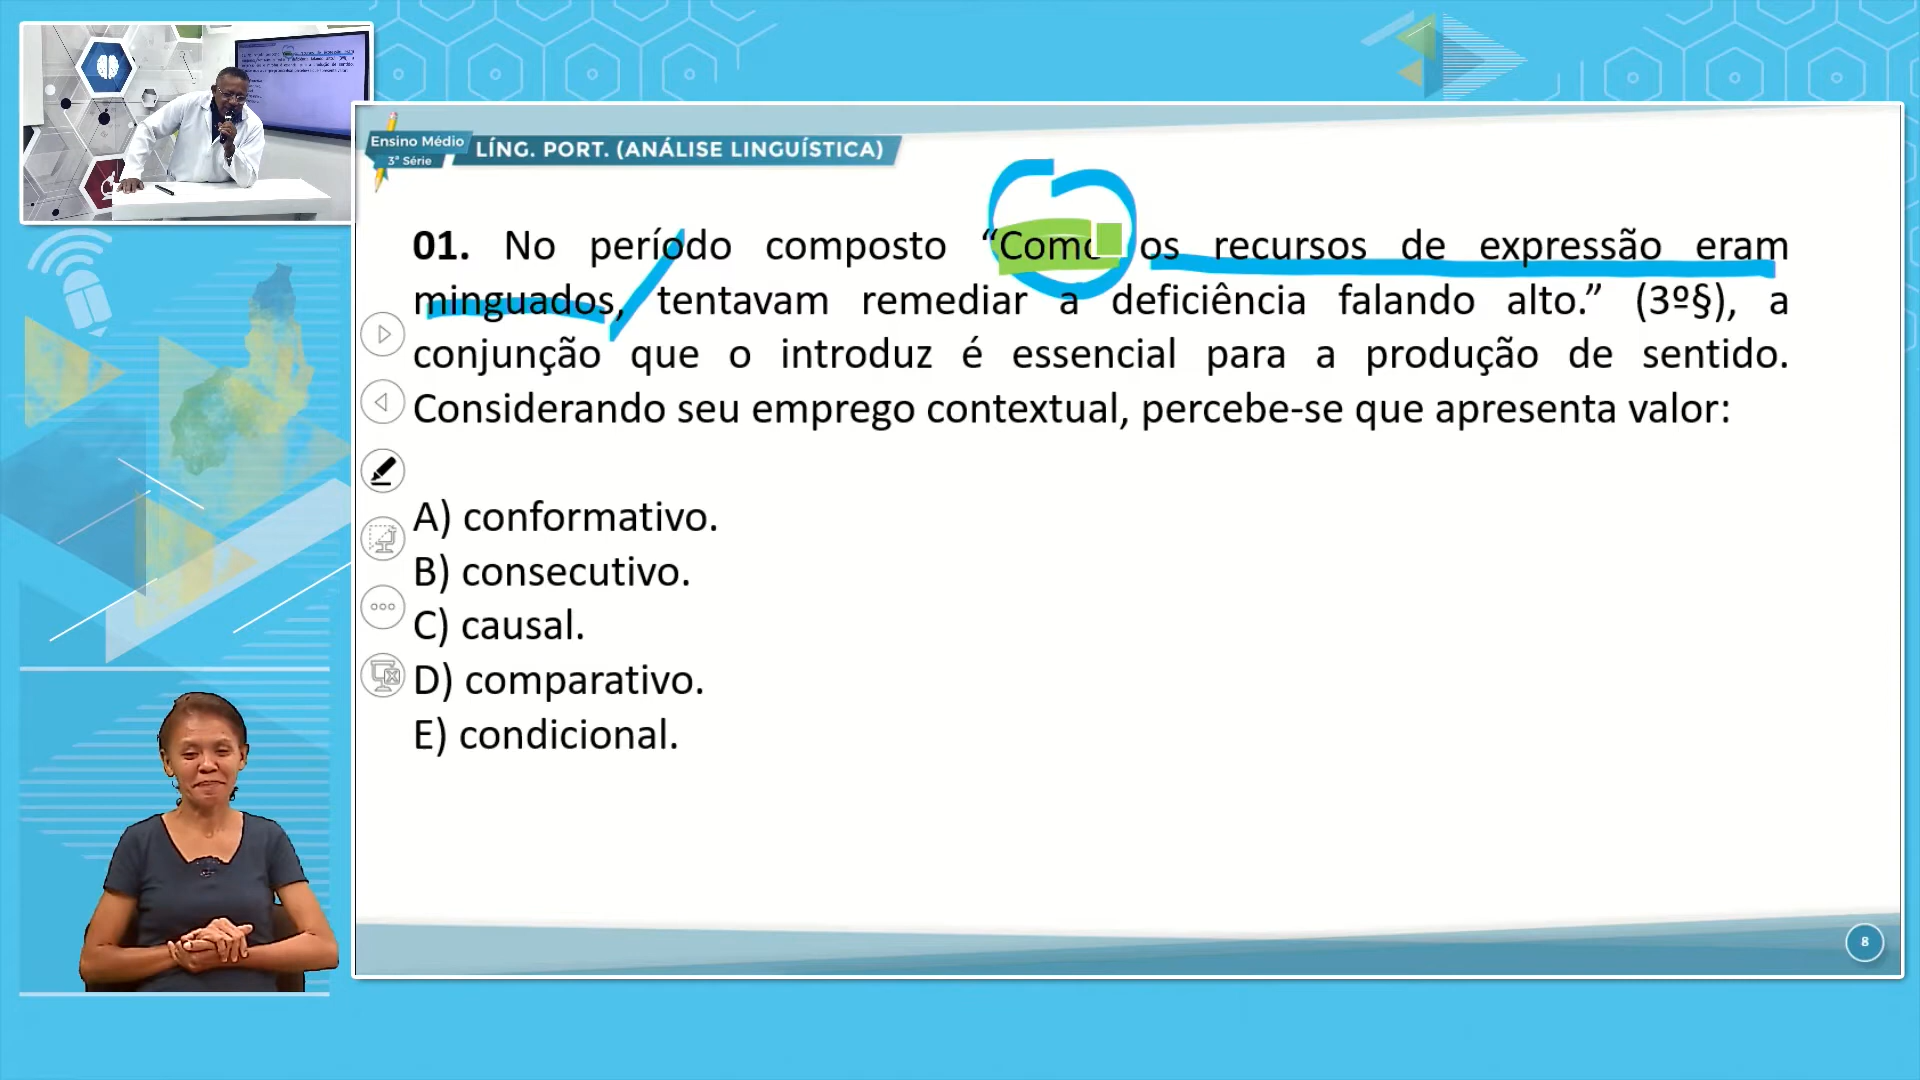 Ensino Médio
3ª Série
LÍNG. PORT. (ANÁLISE LINGUÍSTICA)
01. No período composto “Como os recursos de expressão eram
minguados, tentavam remediar a deficiência falando alto.” (3º§), a
conjunção que o introduz é essencial para a produção de sentido.
Considerando seu emprego contextual, percebe-se que apresenta valor:
A) conformativo.
B) consecutivo.
C) causal.
D) comparativo.
E) condicional.
8